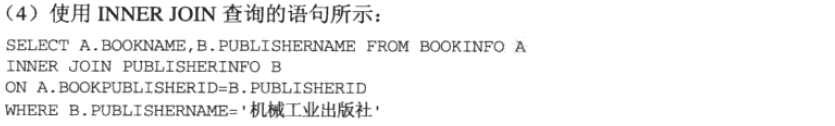 （4）使用 INNER JOIN 查询的语句所示：
SELECT A.BOOKNAME,B.PUBLISHERNAME FROM BOOKINFO A
INNER JOIN PUBLISHERINFO B
ON A.BOOKPUBLISHERID=B.PUBLISHERID
WHERE B.PUBLISHERNAME='机械工业出版社'